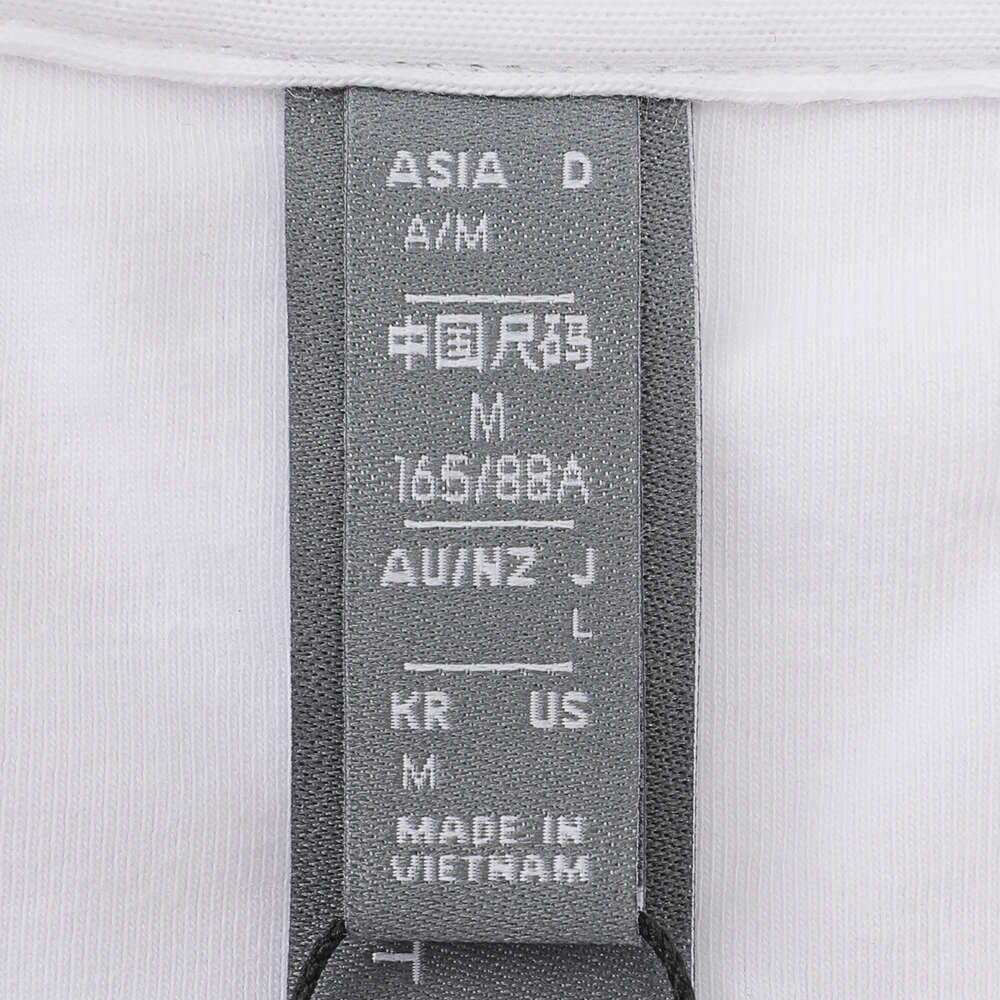 ASIA D
A/M
中国尺码
M
165/88A
AU/NZ J
L
KR US
M
MADE IN
VIETNAM